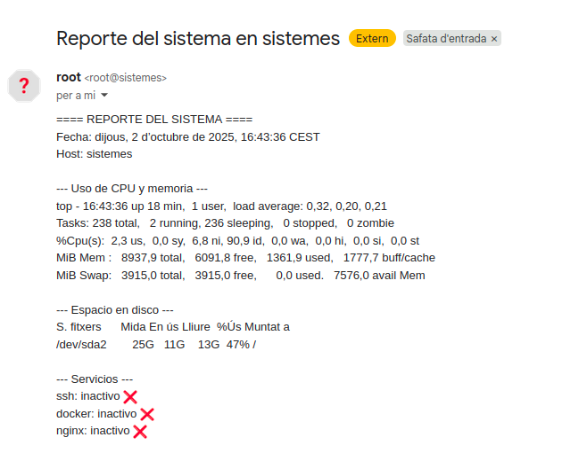 Reporte del sistema en sistemes Extern Safata d'entrada ×
?
root <root@sistemes>
per a mi
==== REPORTE DEL SISTEMA ====
Fecha: dijous, 2 d'octubre de 2025, 16:43:36 CEST
Host: sistemes
--- Uso de CPU y memoria ---
top - 16:43:36 up 18 min, 1 user, load average: 0,32, 0,20, 0,21
Tasks: 238 total, 2 running, 236 sleeping, 0 stopped, 0 zombie
%Cpu(s): 2,3 us, 0,0 sy, 6,8 ni, 90,9 id, 0,0 wa, 0,0 hi, 0,0 si, 0,0 st
MiB Mem : 8937,9 total, 6091,8 free, 1361,9 used, 1777,7 buff/cache
MiB Swap: 3915,0 total, 3915,0 free, 0,0 used. 7576,0 avail Mem
--- Espacio en disco ---
S. fitxers Mida En ús Lliure %Ús Muntat a
/dev/sda2 25G 11G 13G 47% /
--- Servicios ---
ssh: inactivo ❌
docker: inactivo ❌
nginx: inactivo ❌